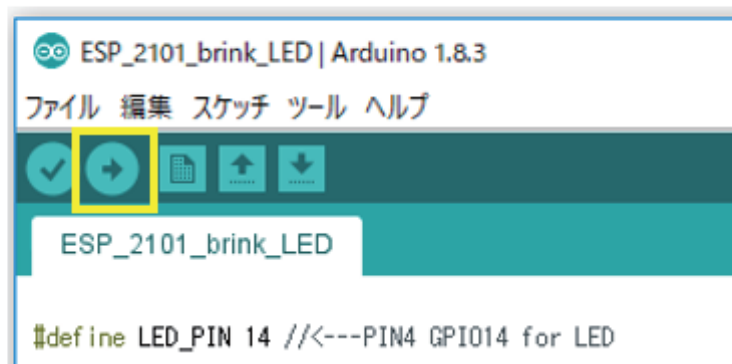 ESP_2101_brink_LED | Arduino 1.8.3
ファイル 編集 スケッチ ツール ヘルプ
ESP_2101_brink_LED
#define LED_PIN 14 //<---PIN4 GPIO14 for LED